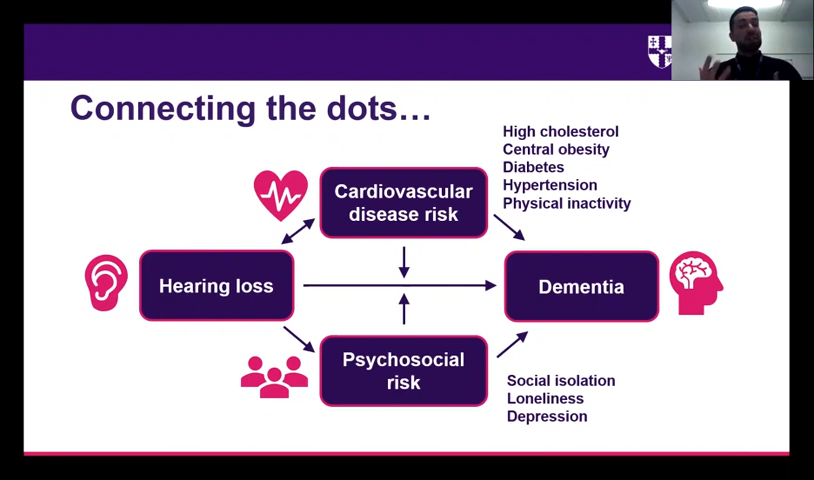 Connecting the dots…
High cholesterol
Central obesity
Diabetes
Hypertension
Physical inactivity
Cardiovascular
disease risk
Hearing loss
Dementia
Psychosocial
risk
Social isolation
Loneliness
Depression